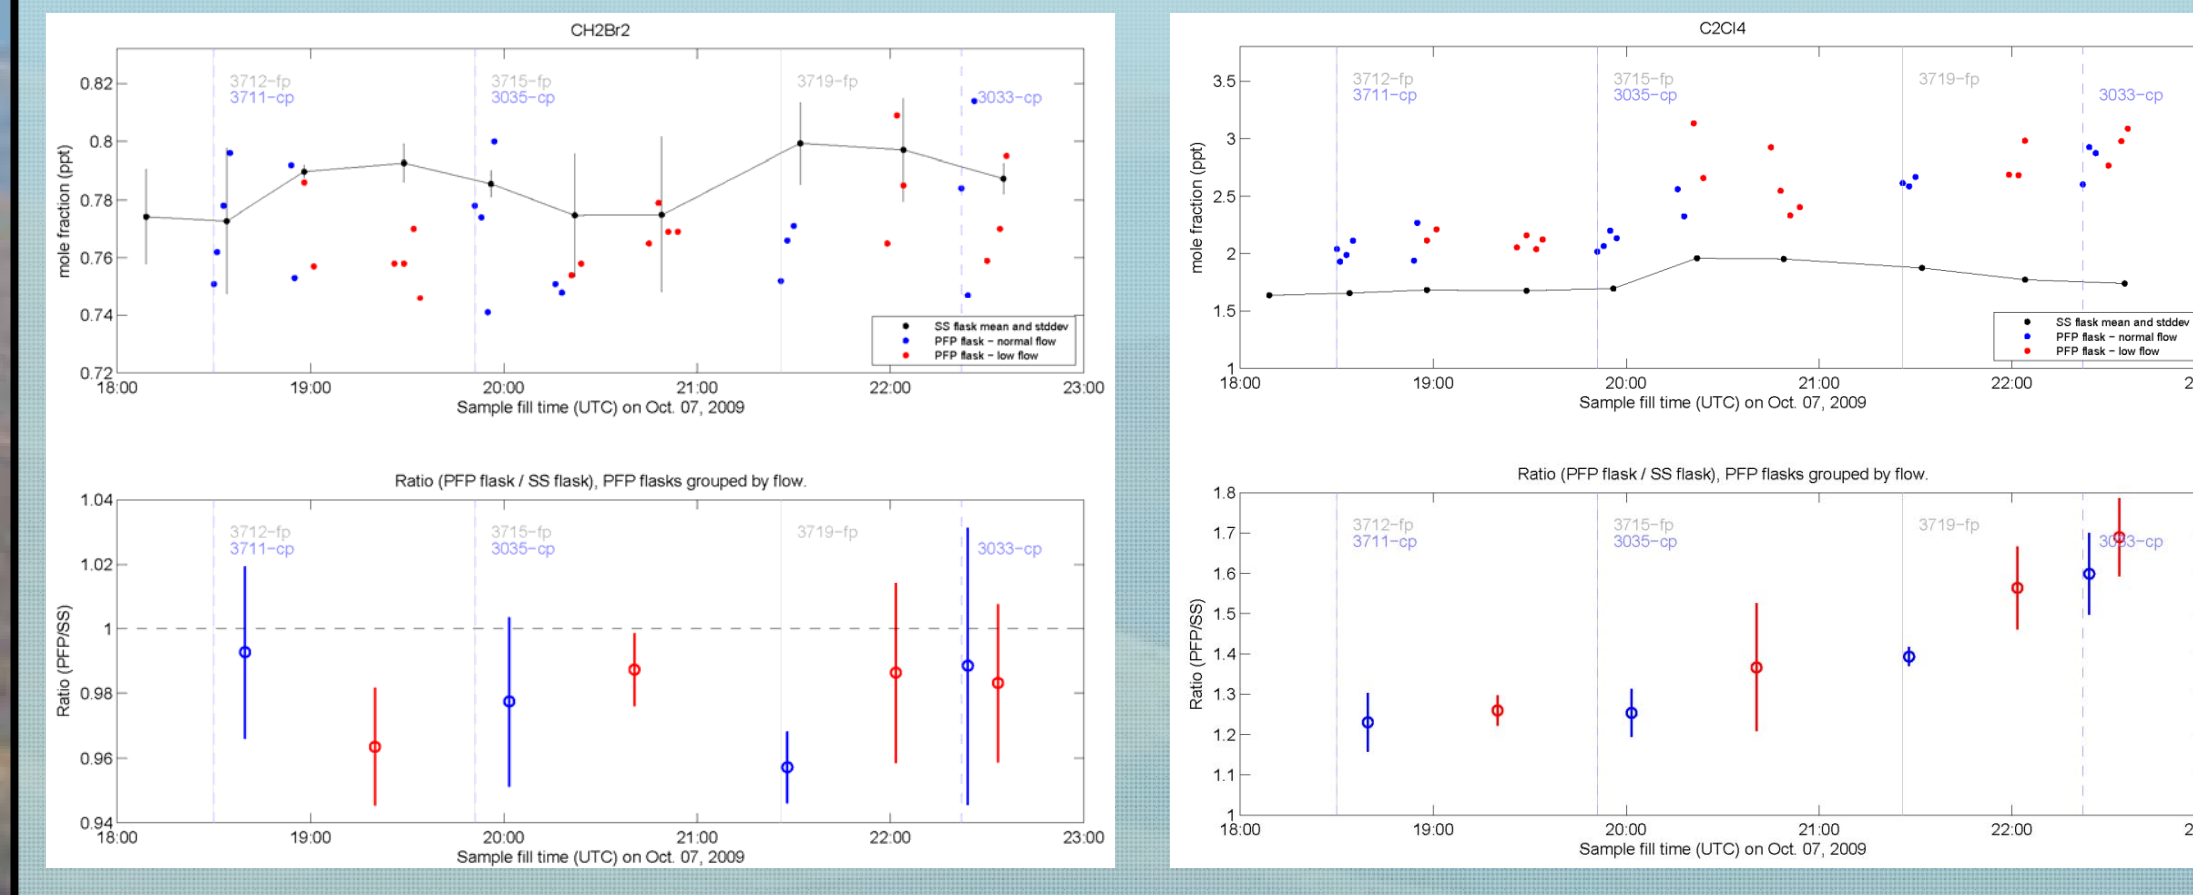 CH2Br2
mole fraction (ppt)
0.82
0.8
0.78
0.76
0.74
0.72
3712-fp
3711-cp
3715-fp
3035-cp
3719-fp
3033-cp
SS flask mean and stddev
PFP flask - normal flow
PFP flask - low flow
18:00 19:00 20:00 21:00 22:00 23:00
Sample fill time (UTC) on Oct. 07, 2009
Ratio (PFP flask / SS flask), PFP flasks grouped by flow.
Ratio (PFP/SS)
1.04
1.02
1
0.98
0.96
0.94
3712-fp
3711-cp
3715-fp
3035-cp
3719-fp
3033-cp
18:00 19:00 20:00 21:00 22:00 23:00
Sample fill time (UTC) on Oct. 07, 2009
C2Cl4
mole fraction (ppt)
3.5
3
2.5
2
1.5
1
3712-fp
3711-cp
3715-fp
3035-cp
3719-fp
3033-cp
SS flask mean and stddev
PFP flask - normal flow
PFP flask - low flow
18:00 19:00 20:00 21:00 22:00 2
Sample fill time (UTC) on Oct. 07, 2009
Ratio (PFP flask / SS flask), PFP flasks grouped by flow.
Ratio (PFP/SS)
1.8
1.7
1.6
1.5
1.4
1.3
1.2
1.1
1
3712-fp
3711-cp
3715-fp
3035-cp
3719-fp
3033-cp
18:00 19:00 20:00 21:00 22:00 2
Sample fill time (UTC) on Oct. 07, 2009